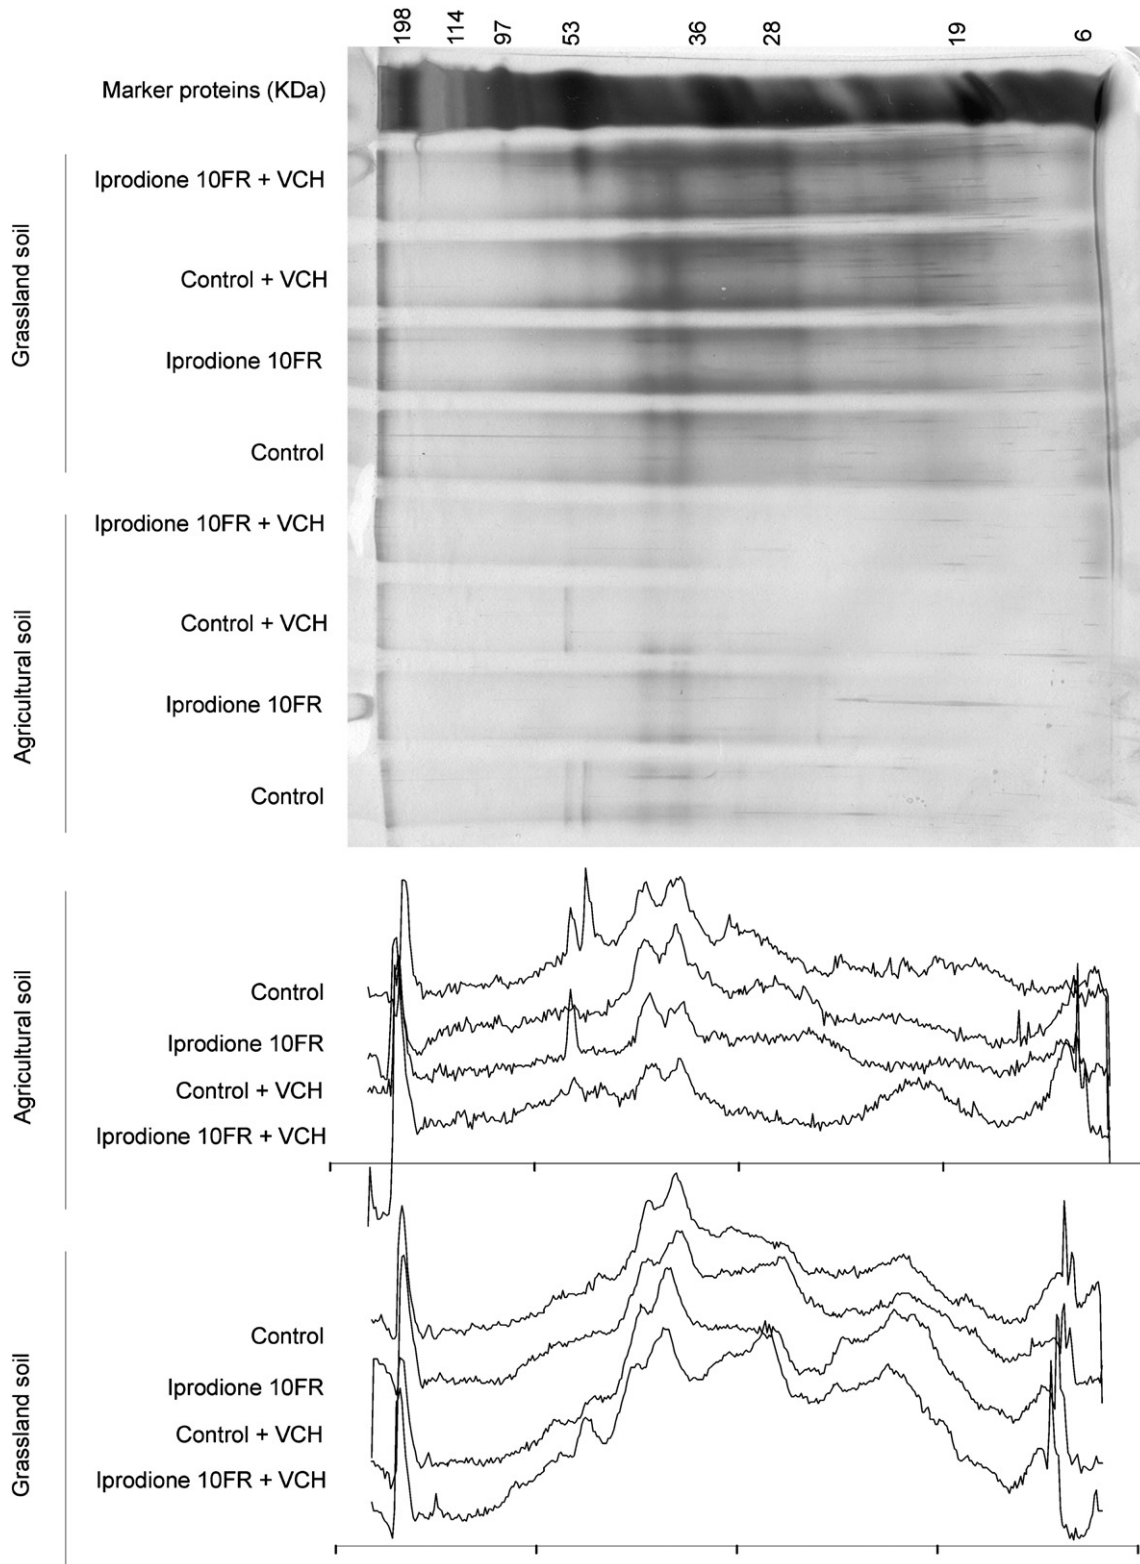 198 114 97 53 36 28 19 6
Marker proteins (KDa)
Grassland soil
Iprodione 10FR + VCH
Control + VCH
Iprodione 10FR
Control
Agricultural soil
Iprodione 10FR + VCH
Control + VCH
Iprodione 10FR
Control
Agricultural soil
Control
Iprodione 10FR
Control + VCH
Iprodione 10FR + VCH
Grassland soil
Control
Iprodione 10FR
Control + VCH
Iprodione 10FR + VCH